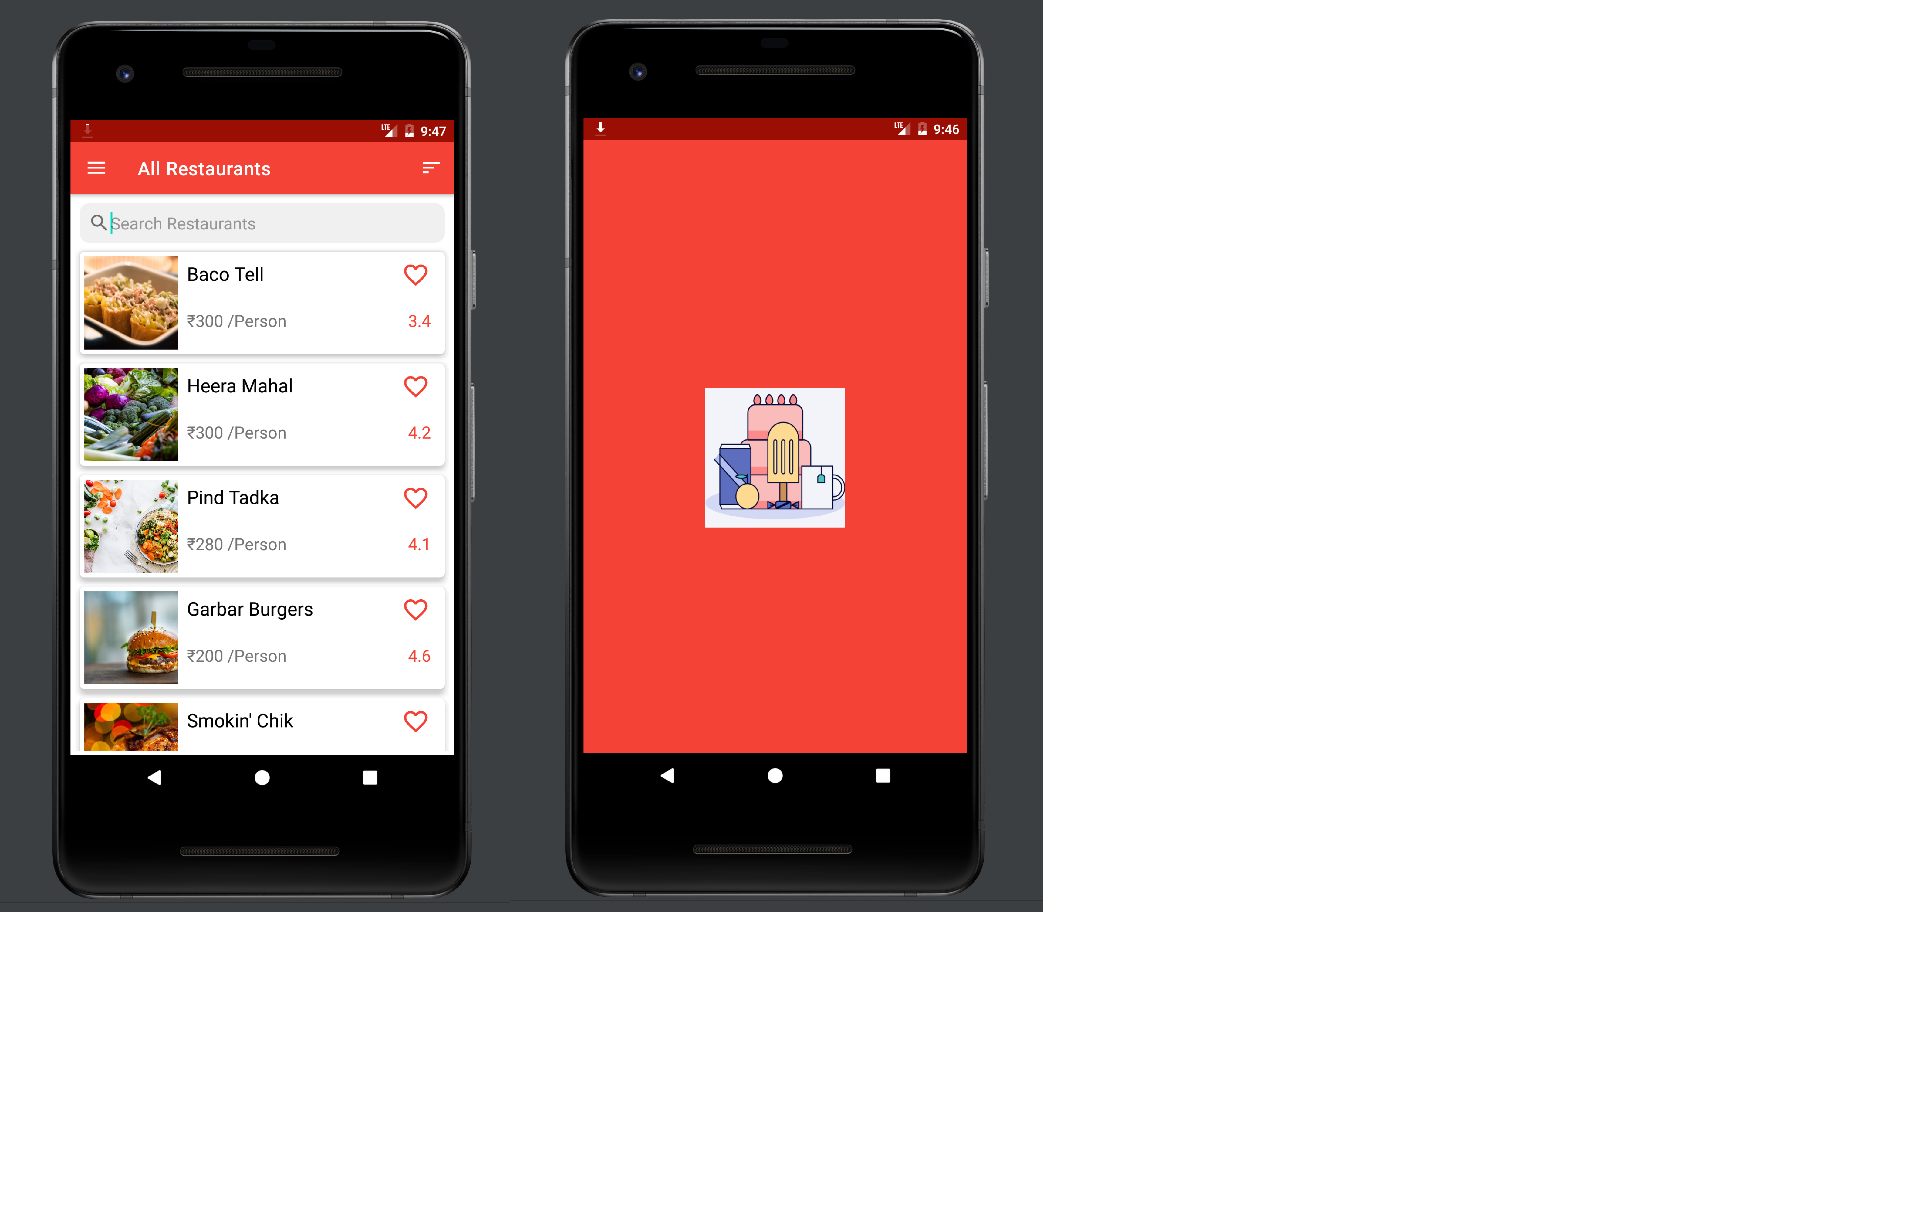 LTE 9:47
All Restaurants
Search Restaurants
Baco Tell
₹300 /Person 3.4
Heera Mahal
₹300 /Person 4.2
Pind Tadka
₹280 /Person 4.1
Garbar Burgers
₹200 /Person 4.6
Smokin' Chik
LTE 9:46